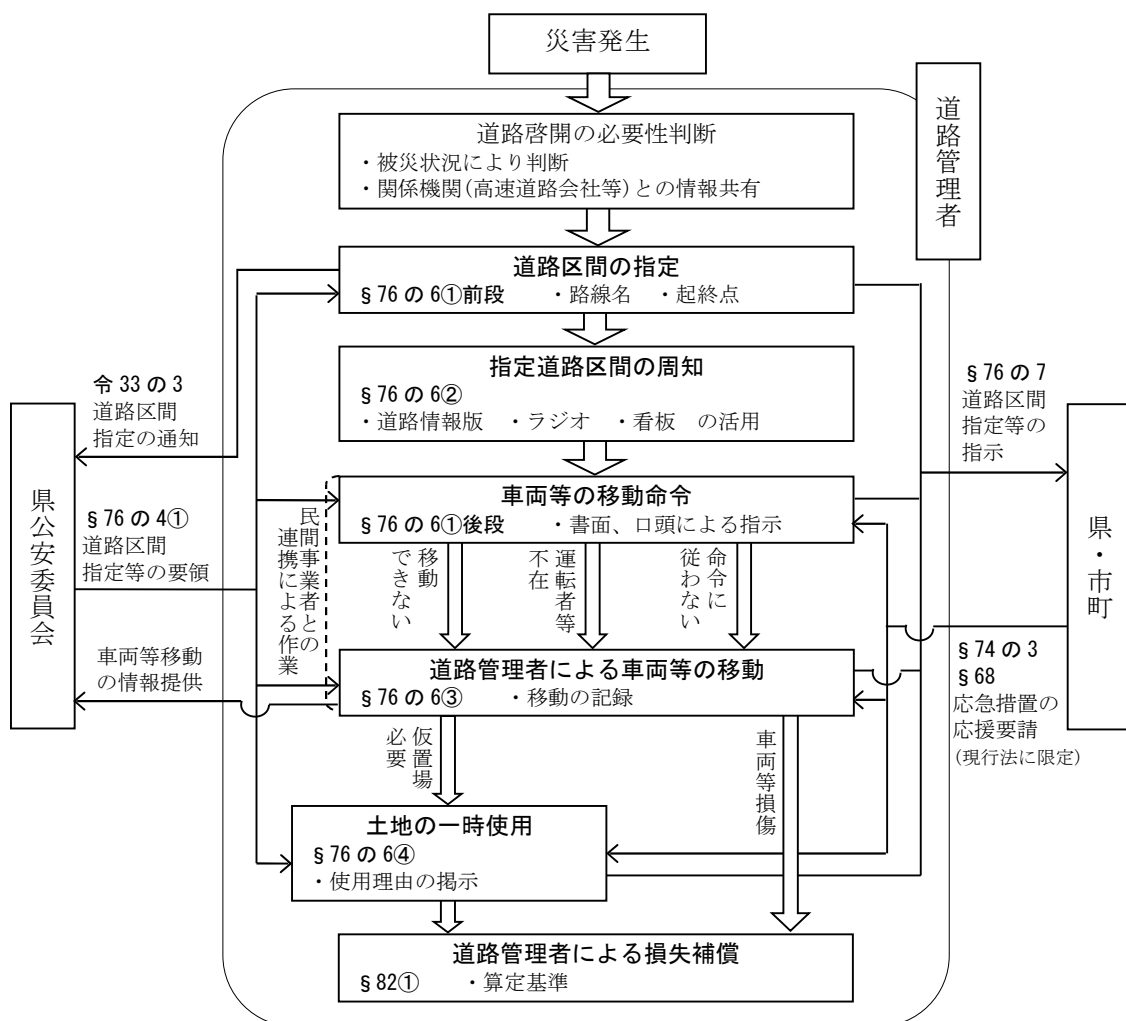 災害発生
道路管理者
道路啓開の必要性判断
・被災状況により判断
・関係機関(高速道路会社等)との情報共有
道路区間の指定
§76の6①前段 ・路線名 ・起終点
指定道路区間の周知
§76の6②
・道路情報版 ・ラジオ ・看板 の活用
令33の3
道路区間
指定の通知
§76の7
道路区間
指定等の
指示
県公安委員会
県・市町
車両等の移動命令
§76の6①後段 ・書面、口頭による指示
§76の4①
道路区間
指定等の要領
民間事業者との
連携による作業
移動
できない
運転者等
不在
命令に
従わない
車両等移動
の情報提供
道路管理者による車両等の移動
§76の6③ ・移動の記録
§74の3
§68
応急措置の
応援要請
(現行法に限定)
仮置場
必要
車両等損傷
土地の一時使用
§76の6④
・使用理由の掲示
道路管理者による損失補償
§82① ・算定基準